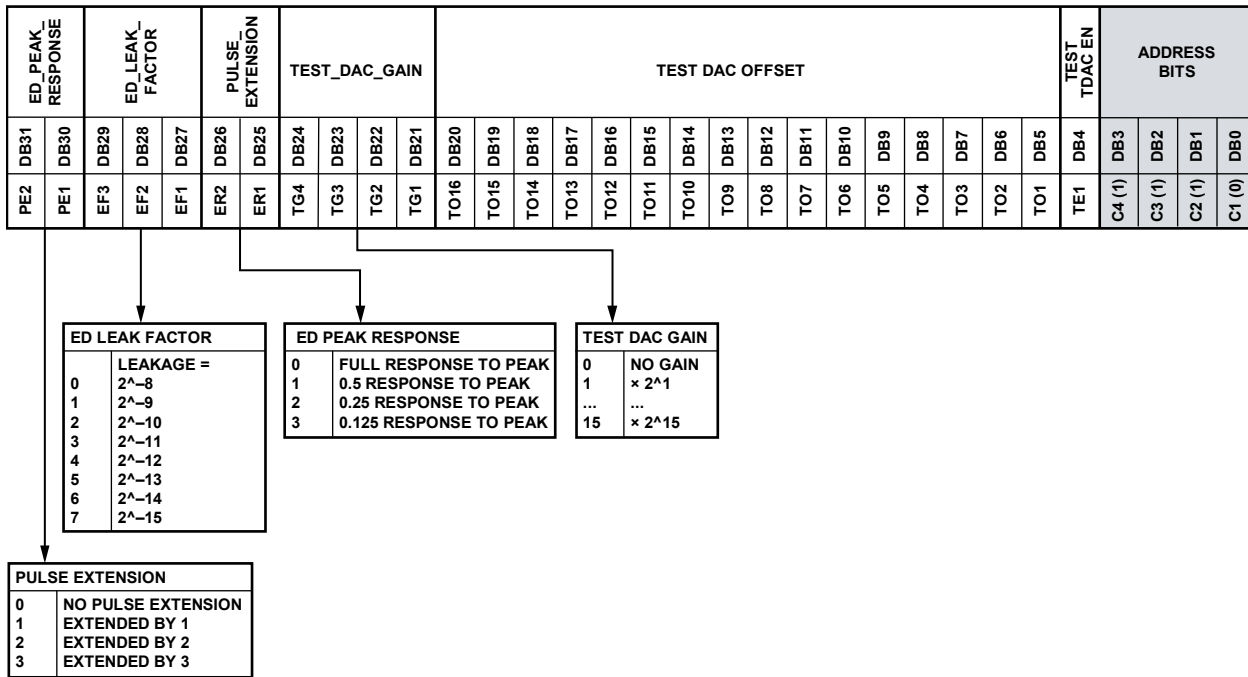 ED_PEAK_
RESPONSE
ED_LEAK_
FACTOR
PULSE_
EXTENSION
TEST_DAC_GAIN
TEST DAC OFFSET
TEST_
TDAC EN
ADDRESS
BITS
DB31 DB30 DB29 DB28 DB27 DB26 DB25 DB24 DB23 DB22 DB21 DB20 DB19 DB18 DB17 DB16 DB15 DB14 DB13 DB12 DB11 DB10 DB9 DB8 DB7 DB6 DB5 DB4 DB3 DB2 DB1 DB0
PE2 PE1 EF3 EF2 EF1 ER2 ER1 TG4 TG3 TG2 TG1 TO16 TO15 TO14 TO13 TO12 TO11 TO10 TO9 TO8 TO7 TO6 TO5 TO4 TO3 TO2 TO1 TE1 C4 (1) C3 (1) C2 (1) C1 (0)
ED LEAK FACTOR
LEAKAGE =
0 2^–8
1 2^–9
2 2^–10
3 2^–11
4 2^–12
5 2^–13
6 2^–14
7 2^–15
ED PEAK RESPONSE
0 FULL RESPONSE TO PEAK
1 0.5 RESPONSE TO PEAK
2 0.25 RESPONSE TO PEAK
3 0.125 RESPONSE TO PEAK
TEST DAC GAIN
0 NO GAIN
1 × 2^1
... ...
15 × 2^15
PULSE EXTENSION
0 NO PULSE EXTENSION
1 EXTENDED BY 1
2 EXTENDED BY 2
3 EXTENDED BY 3